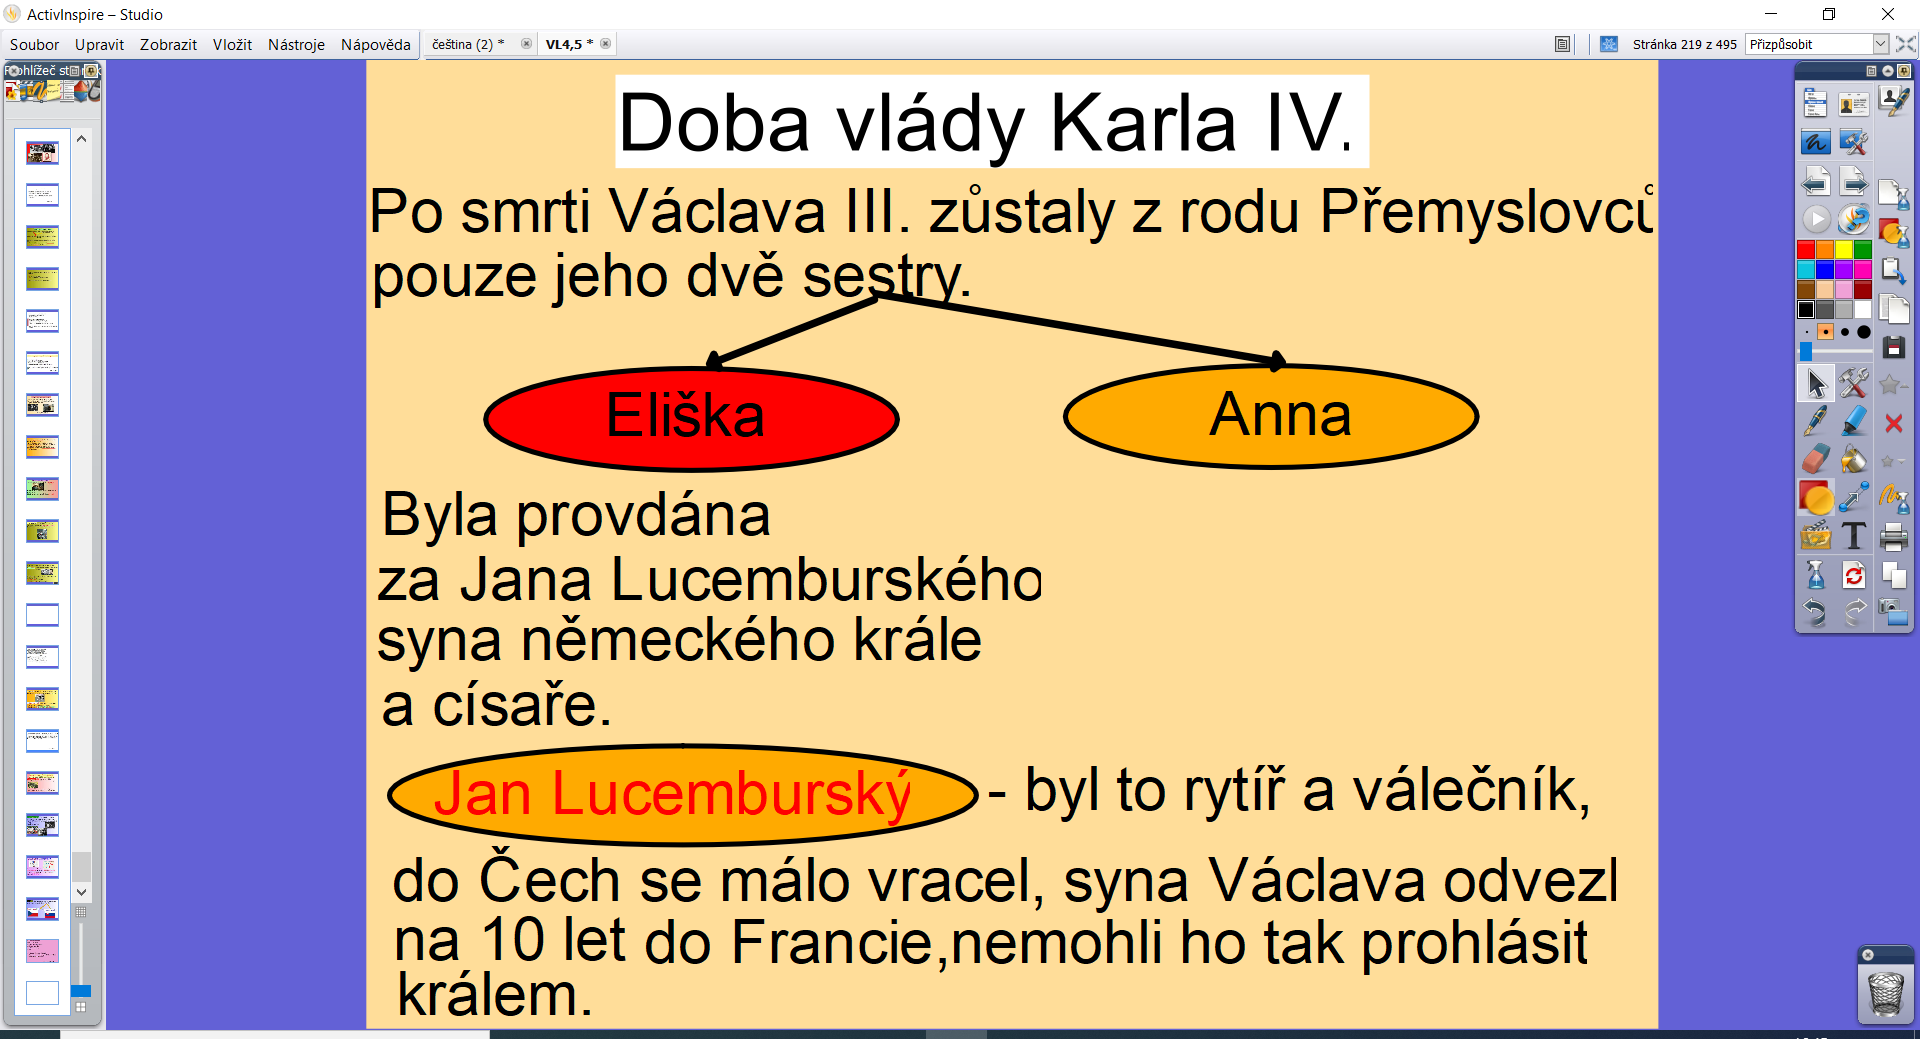 ActivInspire – Studio
Soubor Upravit Zobrazit Vložit Nástroje Nápověda
čeština (2) *
VL4,5 *
Stránka 219 z 495
Přizpůsobit
Doba vlády Karla IV.
Po smrti Václava III. zůstaly z rodu Přemyslovců
pouze jeho dvě sestry.
Eliška
Anna
Byla provdána
za Jana Lucemburského
syna německého krále
a císaře.
Jan Lucemburský - byl to rytíř a válečník,
do Čech se málo vracel, syna Václava odvezl
na 10 let do Francie,nemohli ho tak prohlásit
králem.